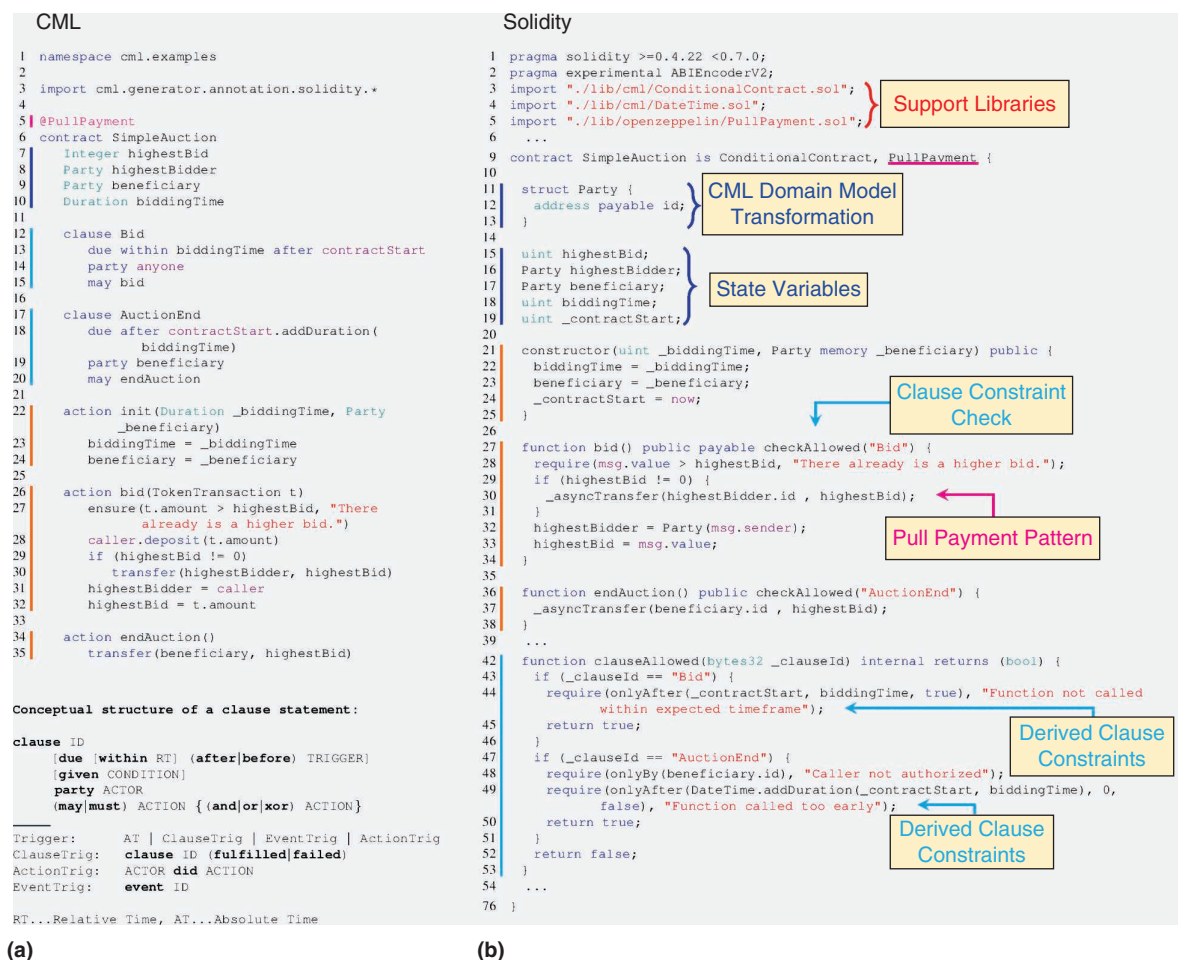 CML
1 namespace cml.examples
2
3 import cml.generator.annotation.solidity.*
4
5 @PullPayment
6 contract SimpleAuction
7 Integer highestBid
8 Party highestBidder
9 Party beneficiary
10 Duration biddingTime
11
12 clause Bid
13 due within biddingTime after contractStart
14 party anyone
15 may bid
16
17 clause AuctionEnd
18 due after contractStart.addDuration(
biddingTime)
19 party beneficiary
20 may endAuction
21
22 action init(Duration _biddingTime, Party
_beneficiary)
23 biddingTime = _biddingTime
24 beneficiary = _beneficiary
25
26 action bid(TokenTransaction t)
27 ensure(t.amount > highestBid, "There
already is a higher bid.")
28 caller.deposit(t.amount)
29 if (highestBid != 0)
30 transfer(highestBidder, highestBid)
31 highestBidder = caller
32 highestBid = t.amount
33
34 action endAuction()
35 transfer(beneficiary, highestBid)
Conceptual structure of a clause statement:
clause ID
[due [within RT] (after|before) TRIGGER]
[given CONDITION]
party ACTOR
(may|must) ACTION {(and|or|xor) ACTION}
Trigger: AT | ClauseTrig | EventTrig | ActionTrig
ClauseTrig: clause ID (fulfilled|failed)
ActionTrig: ACTOR did ACTION
EventTrig: event ID
RT...Relative Time, AT...Absolute Time
(a)
Solidity
1 pragma solidity >=0.4.22 <0.7.0;
2 pragma experimental ABIEncoderV2;
3 import "./lib/cml/ConditionalContract.sol";
4 import "./lib/cml/DateTime.sol";
5 import "./lib/openzeppelin/PullPayment.sol";
6 ...
Support Libraries
9 contract SimpleAuction is ConditionalContract, PullPayment {
10
11 struct Party {
12 address payable id;
13 }
CML Domain Model
Transformation
14
15 uint highestBid;
16 Party highestBidder;
17 Party beneficiary;
18 uint biddingTime;
19 uint _contractStart;
State Variables
20
21 constructor(uint _biddingTime, Party memory _beneficiary) public {
22 biddingTime = _biddingTime;
23 beneficiary = _beneficiary;
24 _contractStart = now;
25 }
Clause Constraint
Check
26
27 function bid() public payable checkAllowed("Bid") {
28 require(msg.value > highestBid, "There already is a higher bid.");
29 if (highestBid != 0) {
30 _asyncTransfer(highestBidder.id , highestBid);
31 }
32 highestBidder = Party(msg.sender);
33 highestBid = msg.value;
34 }
Pull Payment Pattern
35
36 function endAuction() public checkAllowed("AuctionEnd") {
37 _asyncTransfer(beneficiary.id , highestBid);
38 }
39 ...
42 function clauseAllowed(bytes32 _clauseId) internal returns (bool) {
43 if (_clauseId == "Bid") {
44 require(onlyAfter(_contractStart, biddingTime, true), "Function not called
within expected timeframe");
45 return true;
46 }
Derived Clause
Constraints
47 if (_clauseId == "AuctionEnd") {
48 require(onlyBy(beneficiary.id), "Caller not authorized");
49 require(onlyAfter(DateTime.addDuration(_contractStart, biddingTime), 0,
false), "Function called too early");
50 return true;
51 }
52 return false;
53 }
Derived Clause
Constraints
54 ...
76 }
(b)